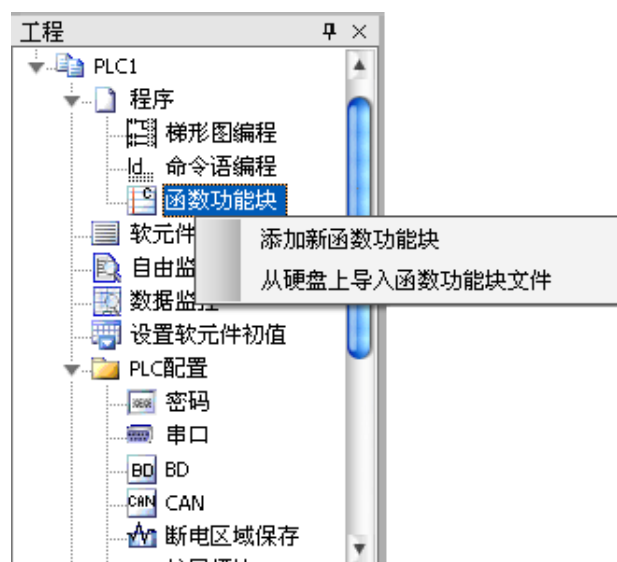 工程
PLC1
程序
梯形图编程
命令语编程
函数功能块
添加新函数功能块
从硬盘上导入函数功能块文件
软元件
自由监
数据监控
设置软元件初值
PLC配置
密码
串口
BD BD
CAN CAN
断电区域保存